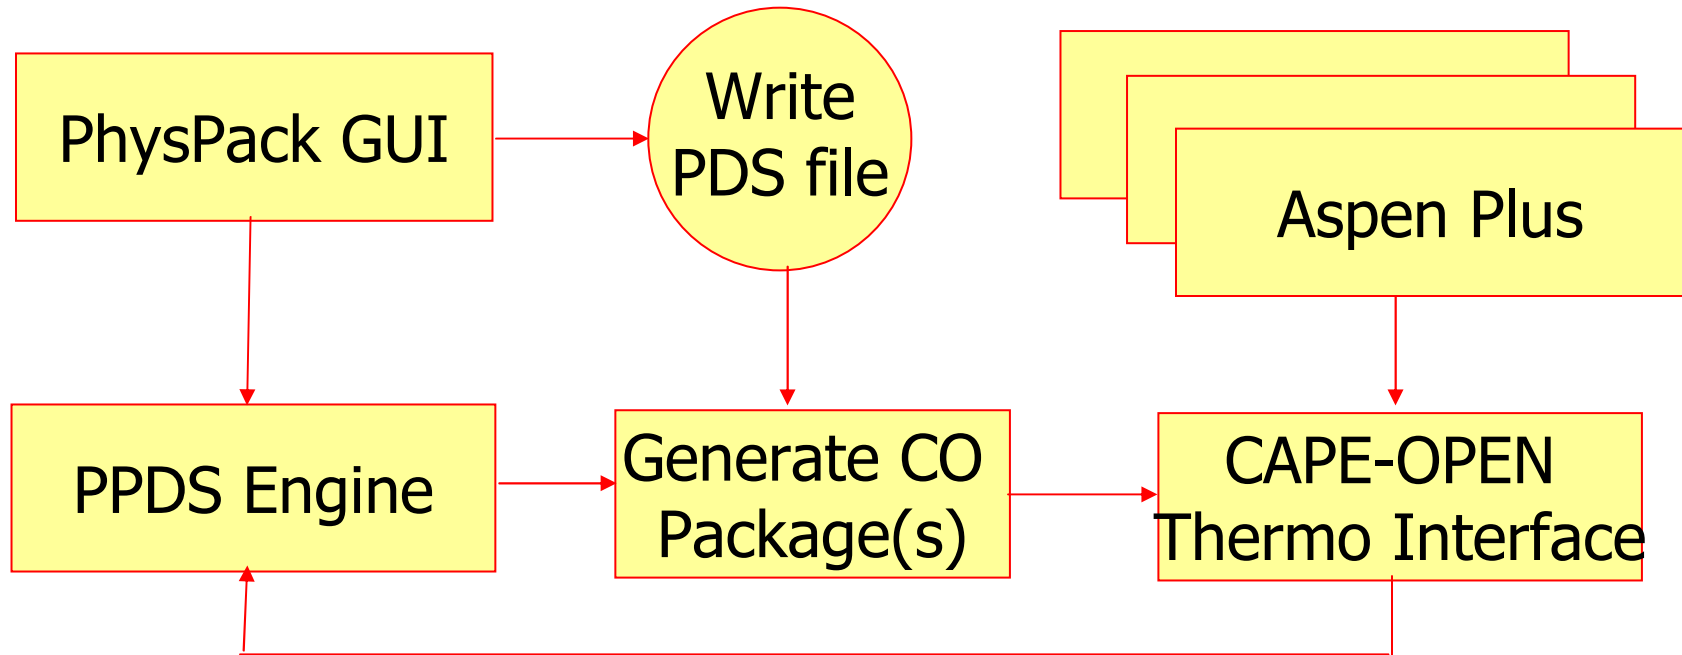 PhysPack GUI
Write
PDS file
Aspen Plus
PPDS Engine
Generate CO
Package(s)
CAPE-OPEN
Thermo Interface